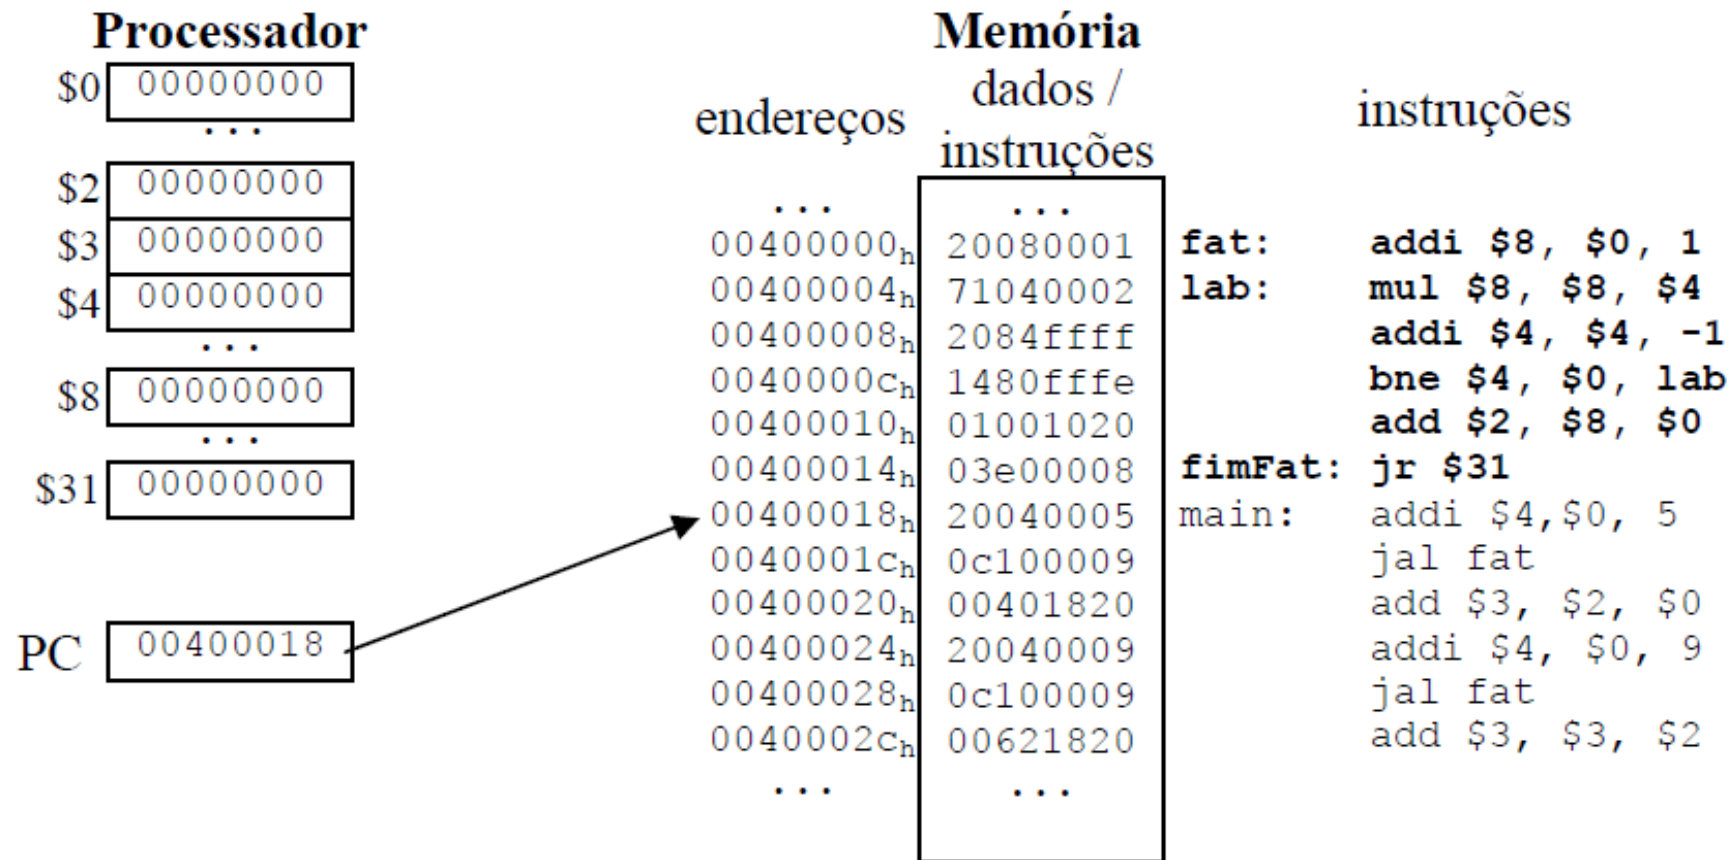 Processador
$0 00000000
...
$2 00000000
$3 00000000
$4 00000000
...
$8 00000000
...
$31 00000000
PC 00400018
Memória
endereços dados / instruções instruções
... ...
00400000h 20080001 fat: addi $8, $0, 1
00400004h 71040002 lab: mul $8, $8, $4
00400008h 2084ffff addi $4, $4, -1
0040000ch 1480fffe bne $4, $0, lab
00400010h 01001020 add $2, $8, $0
00400014h 03e00008 fimFat: jr $31
00400018h 20040005 main: addi $4,$0, 5
0040001ch 0c100009 jal fat
00400020h 00401820 add $3, $2, $0
00400024h 20040009 addi $4, $0, 9
00400028h 0c100009 jal fat
0040002ch 00621820 add $3, $3, $2
... ...